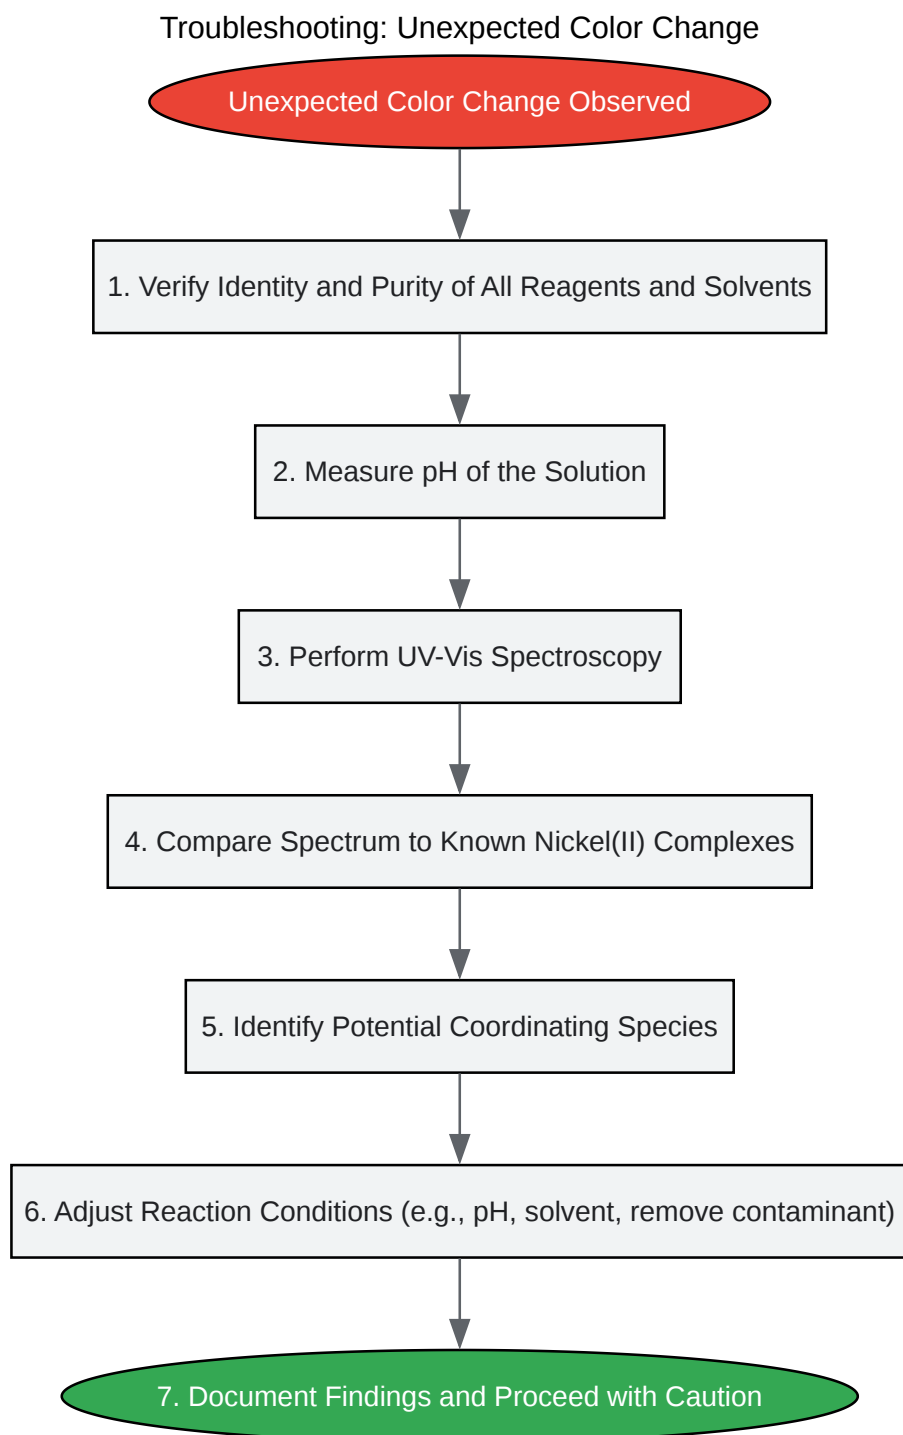 Troubleshooting: Unexpected Color Change
Unexpected Color Change Observed
1. Verify Identity and Purity of All Reagents and Solvents
2. Measure pH of the Solution
3. Perform UV-Vis Spectroscopy
4. Compare Spectrum to Known Nickel(II) Complexes
5. Identify Potential Coordinating Species
6. Adjust Reaction Conditions (e.g., pH, solvent, remove contaminant)
7. Document Findings and Proceed with Caution